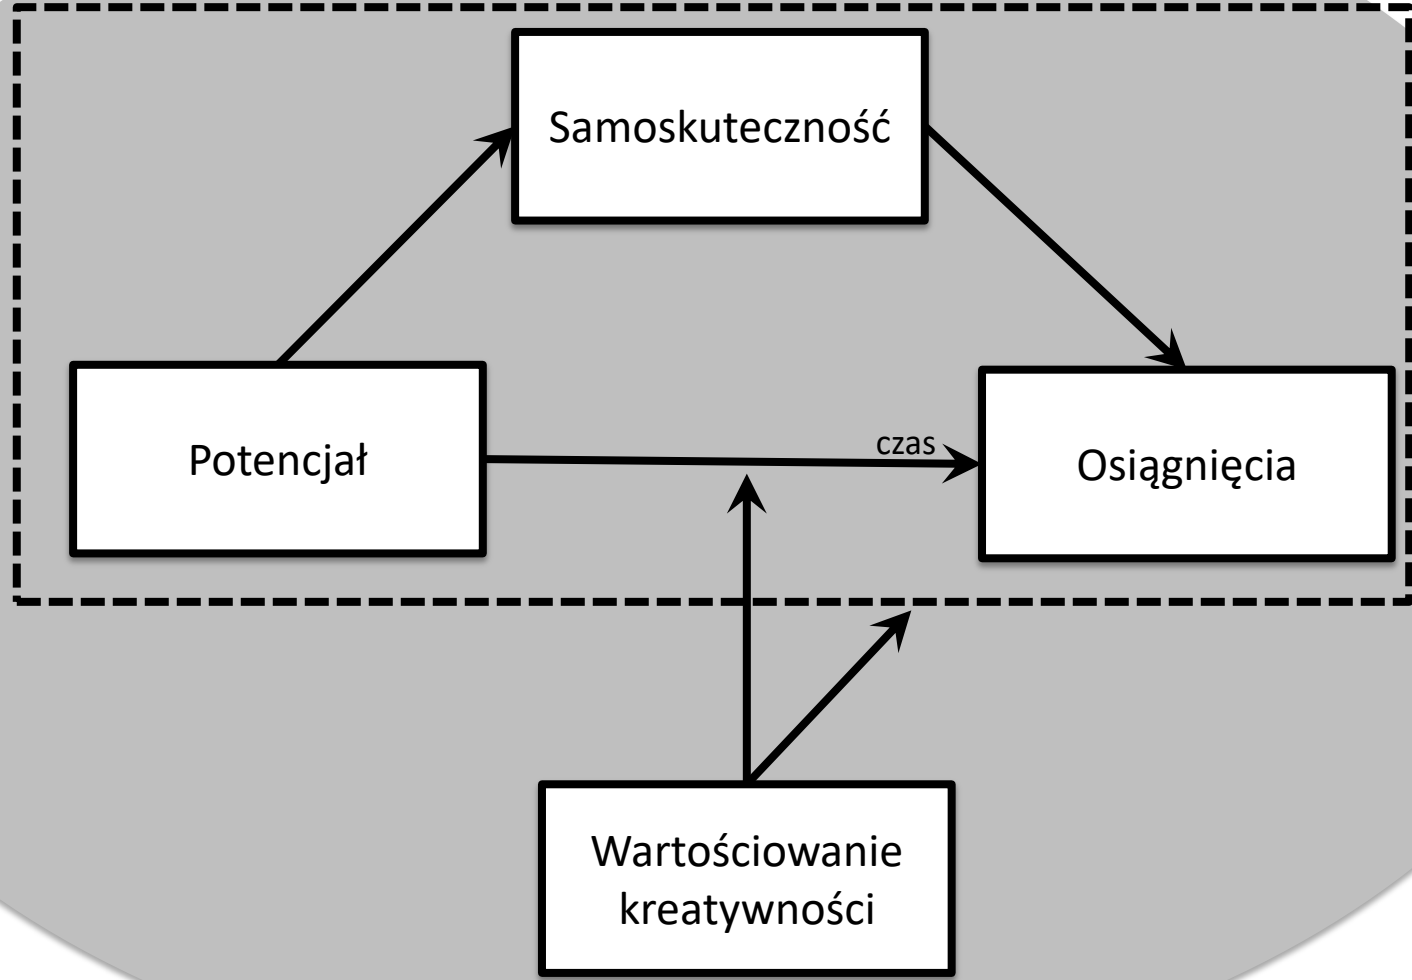 Samoskuteczność
Potencjał
czas
Osiągnięcia
Wartościowanie
kreatywności